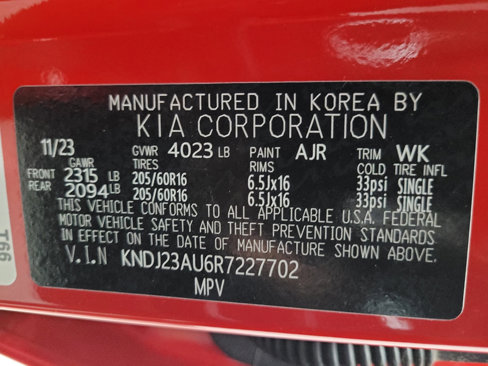 MANUFACTURED IN KOREA BY
KIA CORPORATION
11/23 GVWR 4023 LB PAINT AJR TRIM WK
GAWR TIRES RIMS COLD TIRE INFL
FRONT 2315 LB 205/60R16 6.5Jx16 33psi SINGLE
REAR 2094 LB 205/60R16 6.5Jx16 33psi SINGLE
THIS VEHICLE CONFORMS TO ALL APPLICABLE U.S.A. FEDERAL
MOTOR VEHICLE SAFETY AND THEFT PREVENTION STANDARDS
IN EFFECT ON THE DATE OF MANUFACTURE SHOWN ABOVE.
V.I.N KNDJ23AU6R7227702
MPV